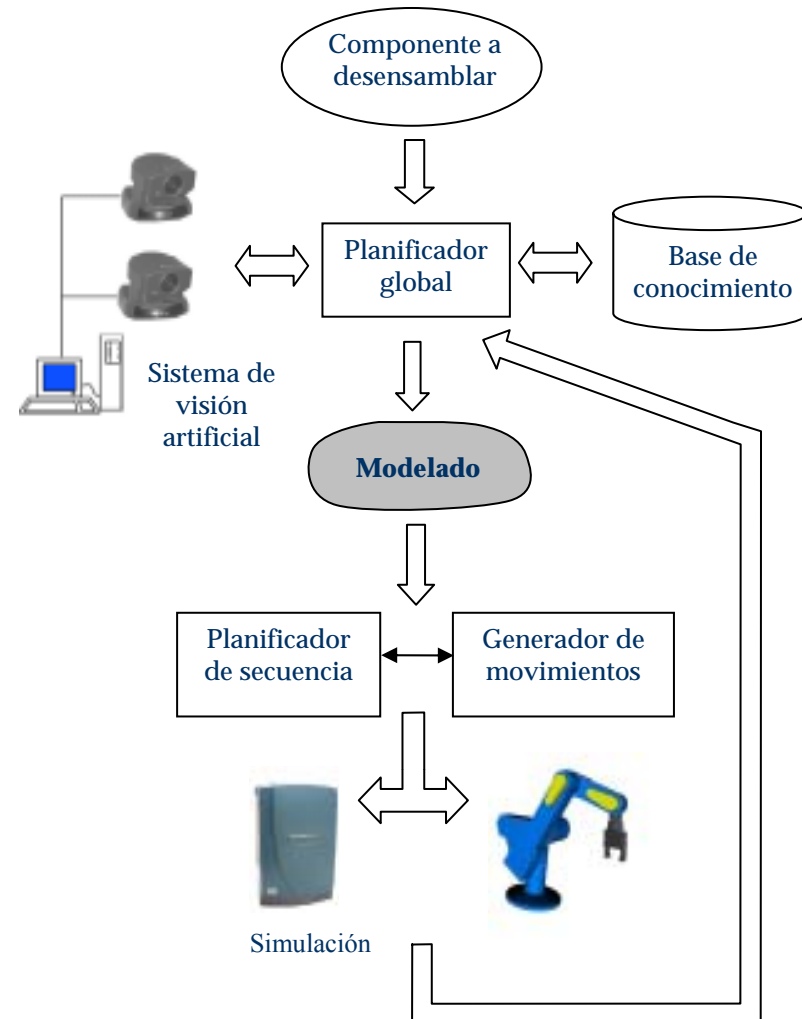 Componente a
desensamblar
Planificador
global
Base de
conocimiento
Sistema de
visión
artificial
Modelado
Planificador
de secuencia
Generador de
movimientos
Simulación